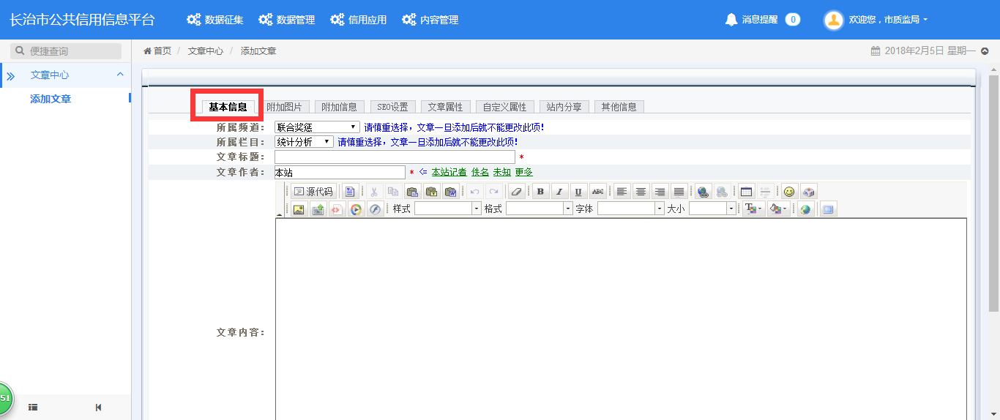 长治市公共信用信息平台 数据征集 数据管理 信用应用 内容管理 消息提醒 0 欢迎您，市质监局
便捷查询 首页 / 文章中心 / 添加文章 2018年2月5日 星期一
文章中心
添加文章
基本信息 附加图片 附加信息 SEO设置 文章属性 自定义属性 站内分享 其他信息
所属频道： 联合奖惩 请慎重选择，文章一旦添加后就不能更改此项！
所属栏目： 统计分析 请慎重选择，文章一旦添加后就不能更改此项！
文章标题： *
文章作者： 本站 * <= 本站记者 佚名 未知 更多
源代码 B I U ABC
样式 格式 字体 大小
文章内容：
51